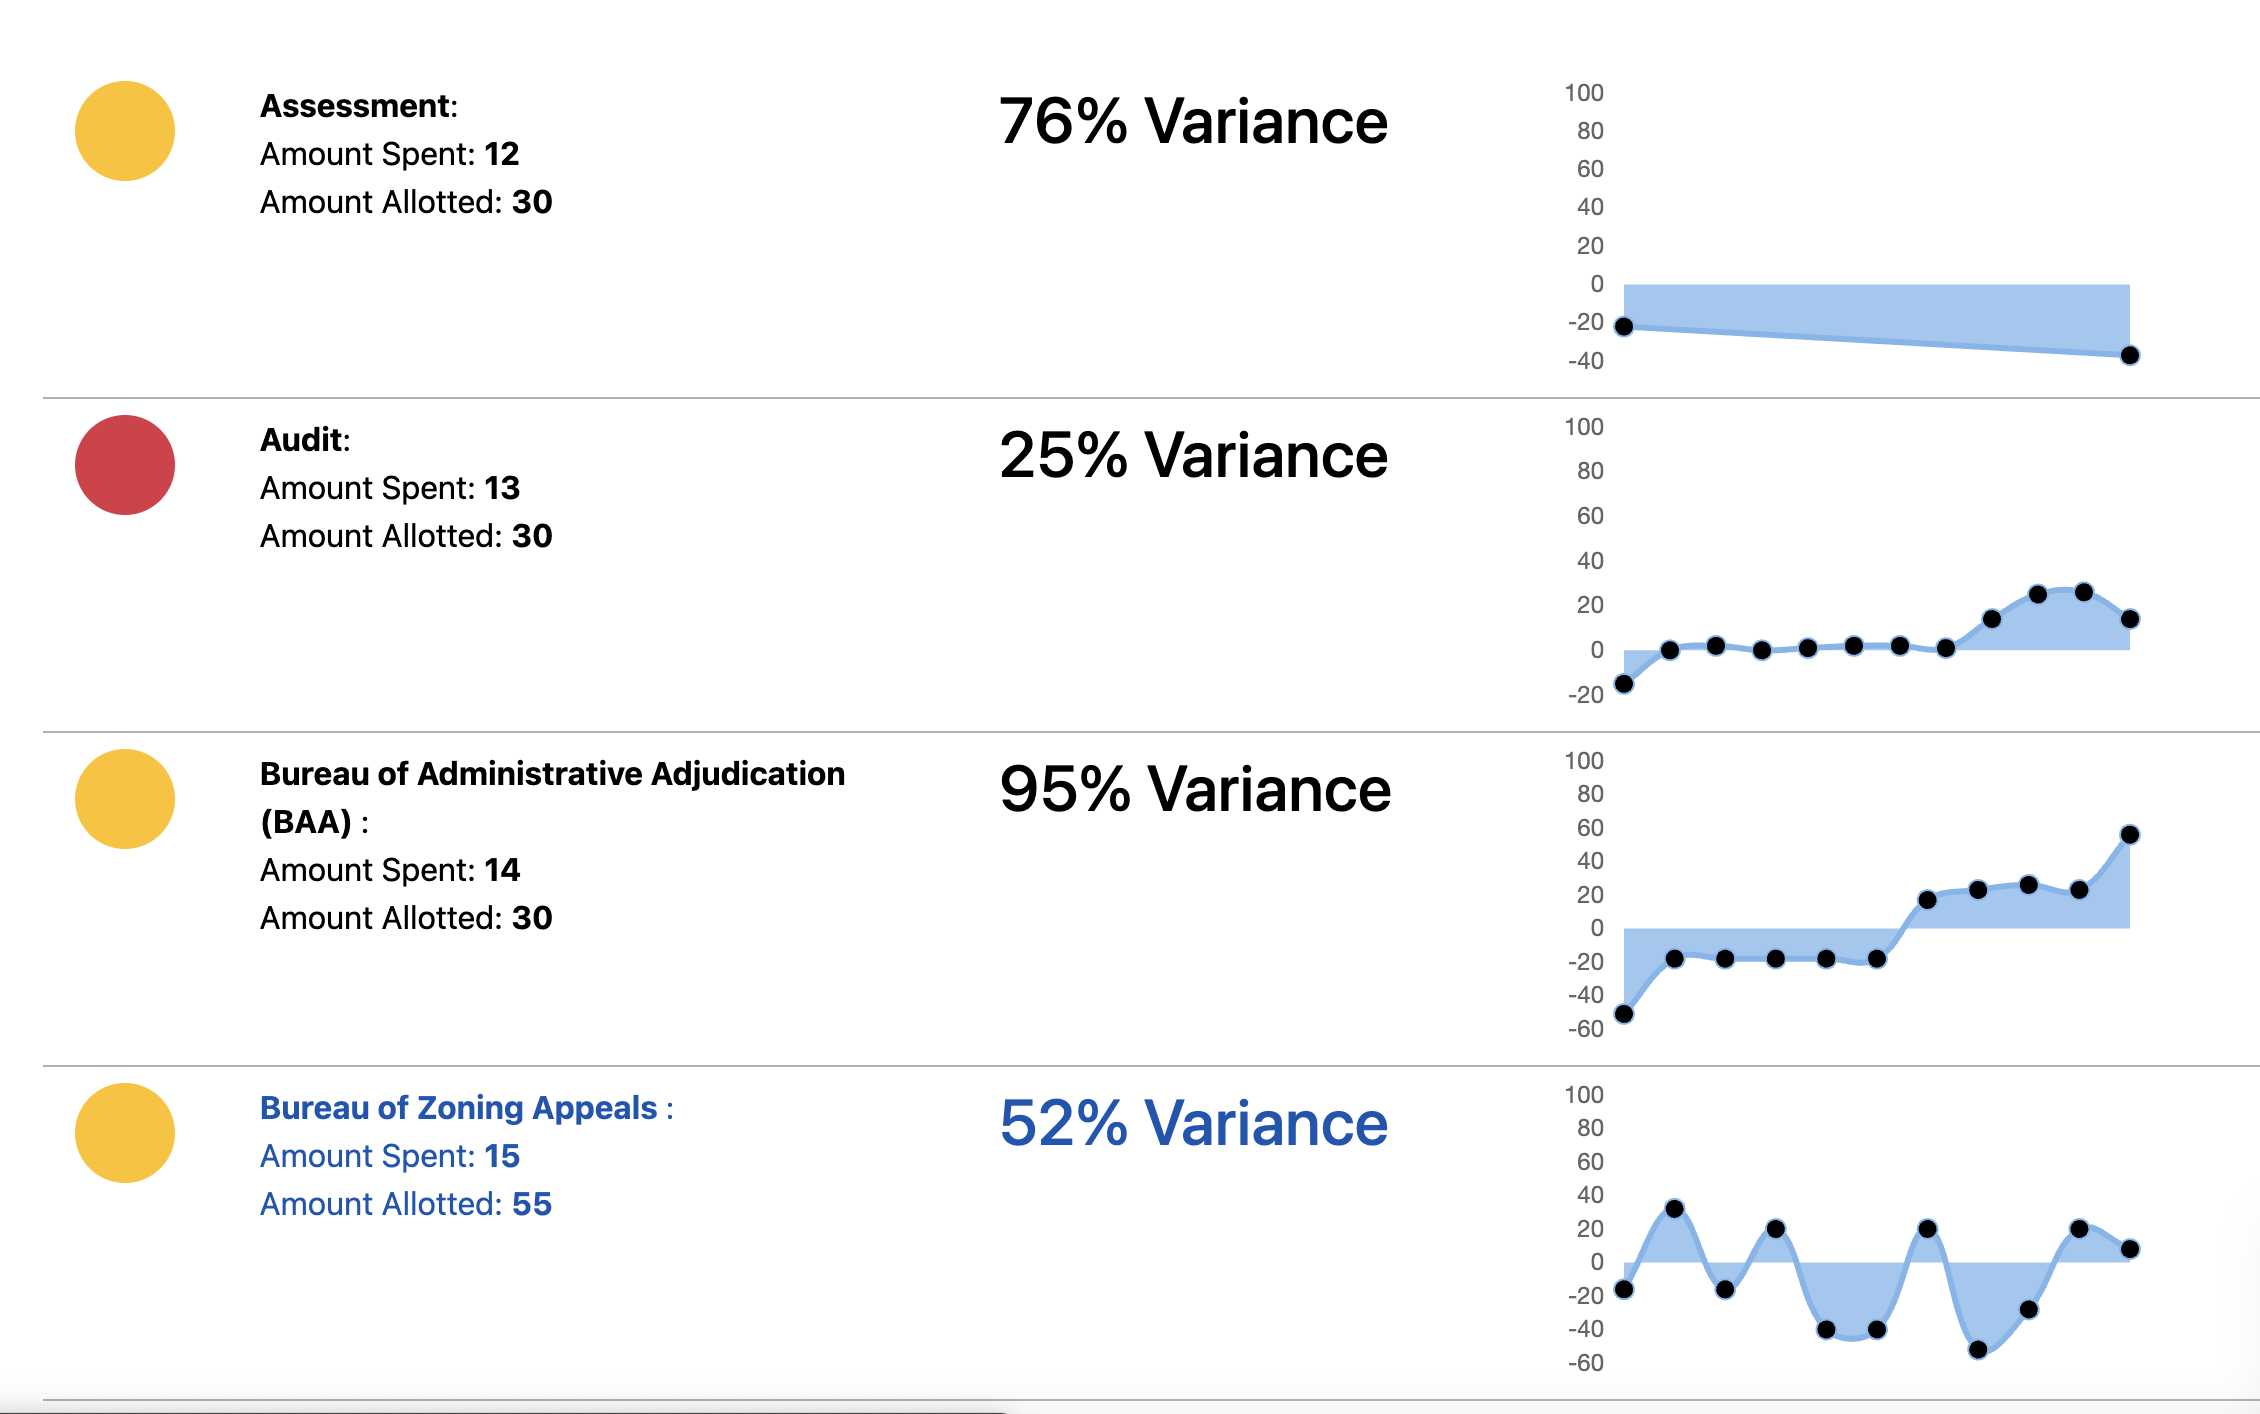 Assessment:
Amount Spent: 12
Amount Allotted: 30
76% Variance
100
80
60
40
20
0
-20
-40
Audit:
Amount Spent: 13
Amount Allotted: 30
25% Variance
100
80
60
40
20
0
-20
Bureau of Administrative Adjudication
(BAA) :
Amount Spent: 14
Amount Allotted: 30
95% Variance
100
80
60
40
20
0
-20
-40
-60
Bureau of Zoning Appeals :
Amount Spent: 15
Amount Allotted: 55
52% Variance
100
80
60
40
20
0
-20
-40
-60